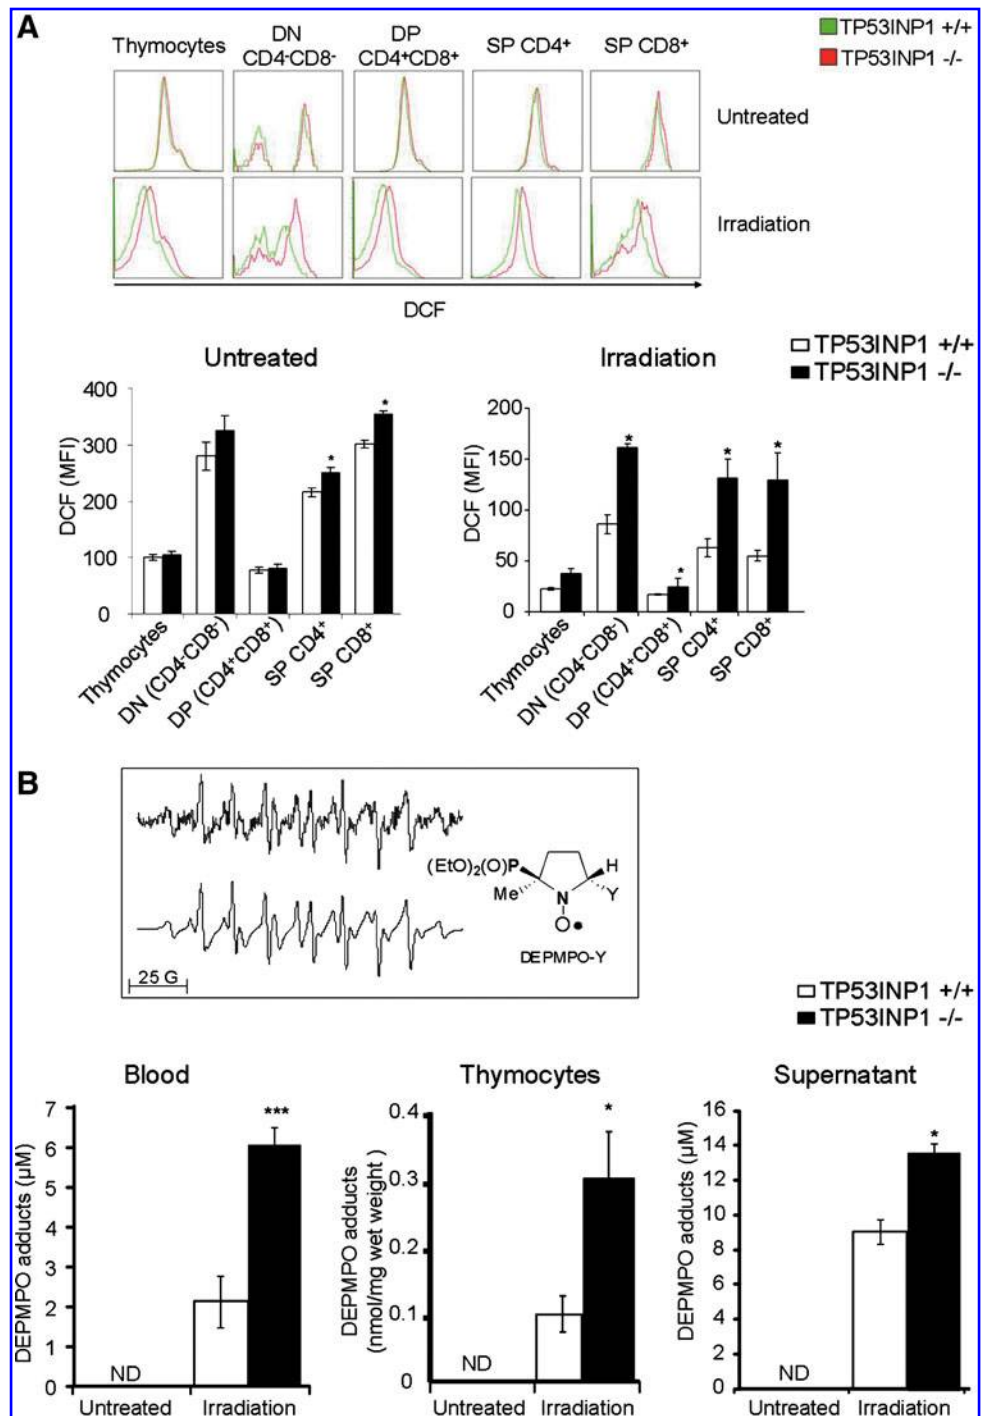 A
Thymocytes
DN
CD4-CD8-
DP
CD4+CD8+
SP CD4+
SP CD8+
TP53INP1 +/+
TP53INP1 -/-
Untreated
Irradiation
DCF
Untreated
Irradiation
TP53INP1 +/+
TP53INP1 -/-
DCF (MFI)
400
300
200
100
0
*
*
Thymocytes
DN (CD4-CD8-)
DP (CD4+CD8+)
SP CD4+
SP CD8+
DCF (MFI)
200
150
100
50
0
*
*
*
*
Thymocytes
DN (CD4-CD8-)
DP (CD4+CD8+)
SP CD4+
SP CD8+
B
(EtO)2(O)P
H
Me
N
Y
O●
DEPMPO-Y
25 G
TP53INP1 +/+
TP53INP1 -/-
Blood
DEPMPO adducts (µM)
7
6
5
4
3
2
1
0
***
ND
Untreated
Irradiation
Thymocytes
DEPMPO adducts
(nmol/mg wet weight )
0.4
0.3
0.2
0.1
0
*
ND
Untreated
Irradiation
Supernatant
DEPMPO adducts (µM)
16
14
12
10
8
6
4
2
0
*
ND
Untreated
Irradiation